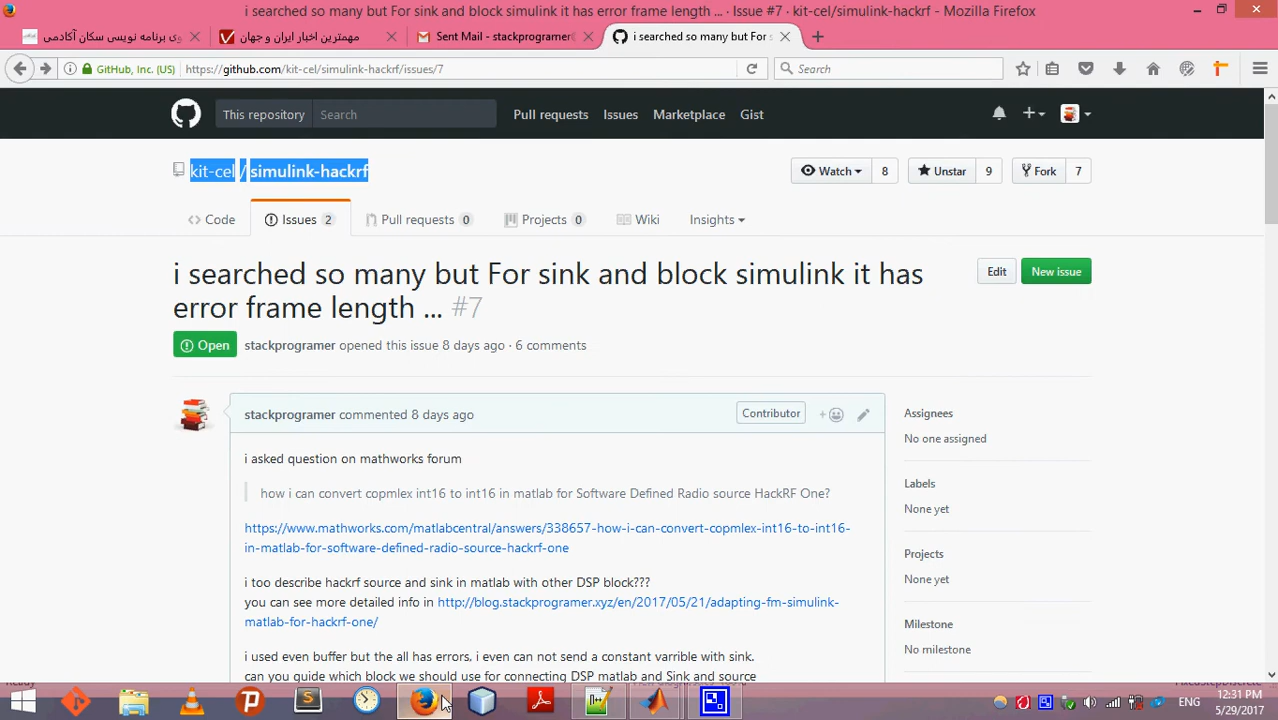 i searched so many but For sink and block simulink it has error frame length ... · Issue #7 · kit-cel/simulink-hackrf - Mozilla Firefox
وی برنامه نویسی سکان آکادمی
مهمترین اخبار ایران و جهان
Sent Mail - stackprogramer@
i searched so many but For s
GitHub, Inc. (US)
https://github.com/kit-cel/simulink-hackrf/issues/7
Search
This repository
Search
Pull requests
Issues
Marketplace
Gist
kit-cel / simulink-hackrf
Watch 8
Unstar 9
Fork 7
<> Code
Issues 2
Pull requests 0
Projects 0
Wiki
Insights
i searched so many but For sink and block simulink it has
error frame length ... #7
Edit
New issue
Open
stackprogramer opened this issue 8 days ago · 6 comments
stackprogramer commented 8 days ago
Contributor
i asked question on mathworks forum
how i can convert copmlex int16 to int16 in matlab for Software Defined Radio source HackRF One?
https://www.mathworks.com/matlabcentral/answers/338657-how-i-can-convert-copmlex-int16-to-int16-
in-matlab-for-software-defined-radio-source-hackrf-one
i too describe hackrf source and sink in matlab with other DSP block???
you can see more detailed info in http://blog.stackprogramer.xyz/en/2017/05/21/adapting-fm-simulink-
matlab-for-hackrf-one/
i used even buffer but the all has errors, i even can not send a constant varrible with sink.
can you guide which block we should use for connecting DSP matlab and Sink and source
Assignees
No one assigned
Labels
None yet
Projects
None yet
Milestone
No milestone
ENG
12:31 PM
5/29/2017